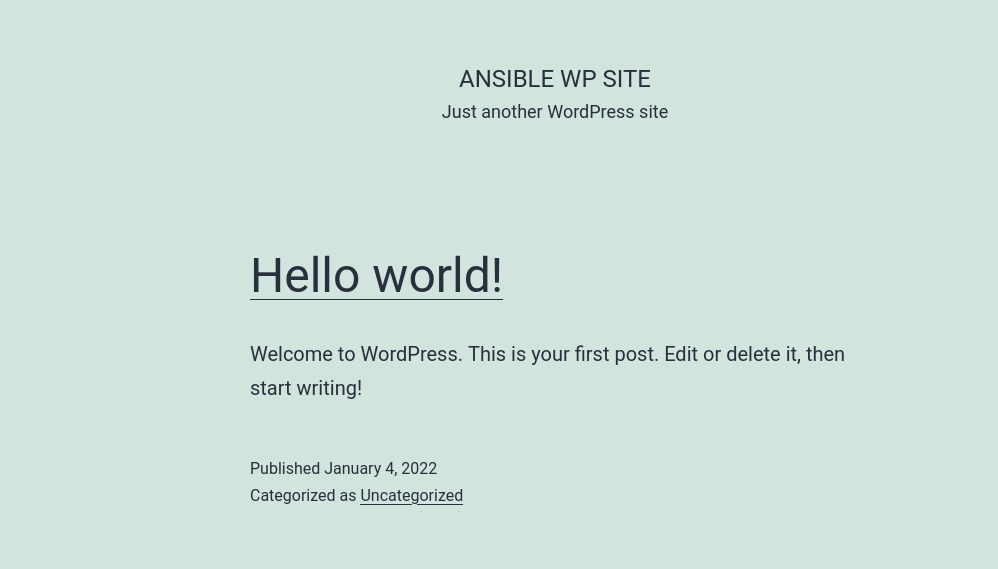 ANSIBLE WP SITE
Just another WordPress site
Hello world!
Welcome to WordPress. This is your first post. Edit or delete it, then
start writing!
Published January 4, 2022
Categorized as Uncategorized